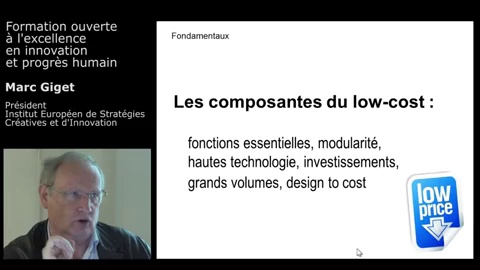 Formation ouverte
à l'excellence
en innovation
et progrès humain
Marc Giget
Président
Institut Européen de Stratégies
Créatives et d'Innovation
Fondamentaux
Les composantes du low-cost :
fonctions essentielles, modularité,
hautes technologie, investissements,
grands volumes, design to cost
low
price